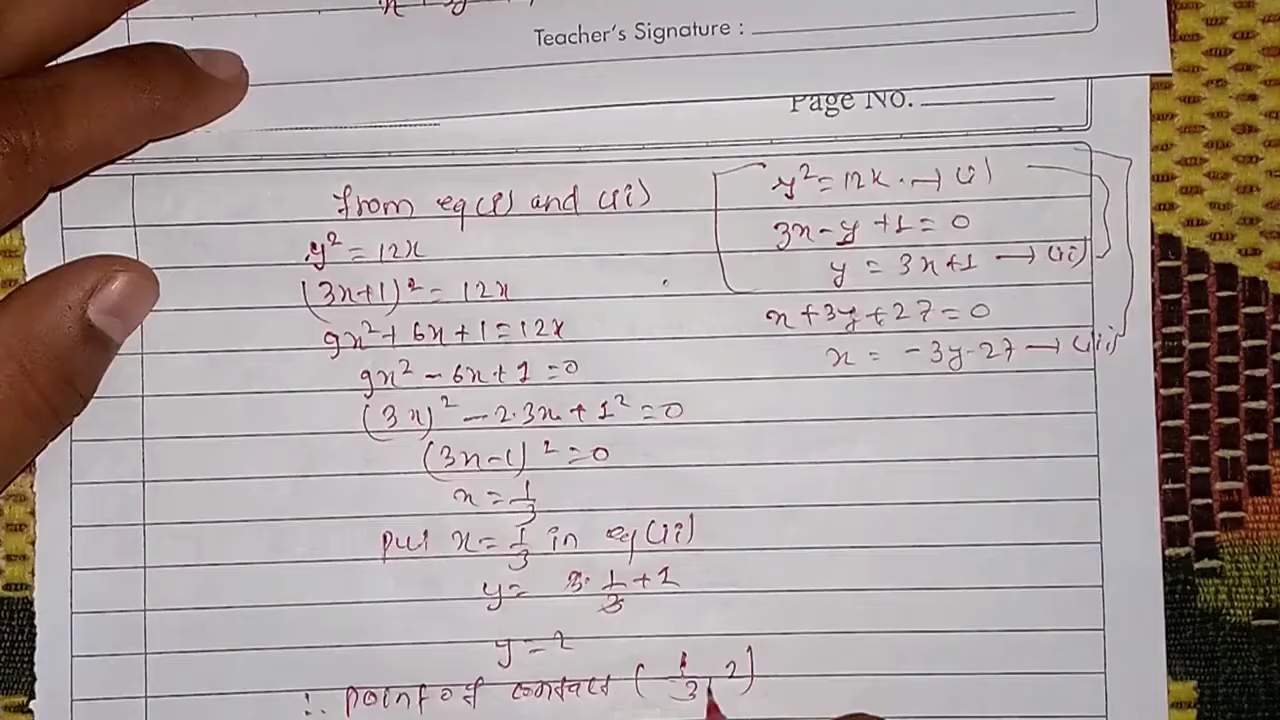 Teacher's Signature :
Page No.
from eq(i) and (ii)
y² = 12x
(3x+1)² = 12x
9x² + 6x + 1 = 12x
9x² - 6x + 1 = 0
(3x)² - 2·3x + 1² = 0
(3x-1)² = 0
x = 1/3
put x = 1/3 in eq(ii)
y = 3·1/3 + 1
y = 2
∴ point of contact (1/3, 2)
y² = 12x → (i)
3x - y + 1 = 0
y = 3x+1 → (ii)
x + 3y + 27 = 0
x = -3y - 27 → (iii)